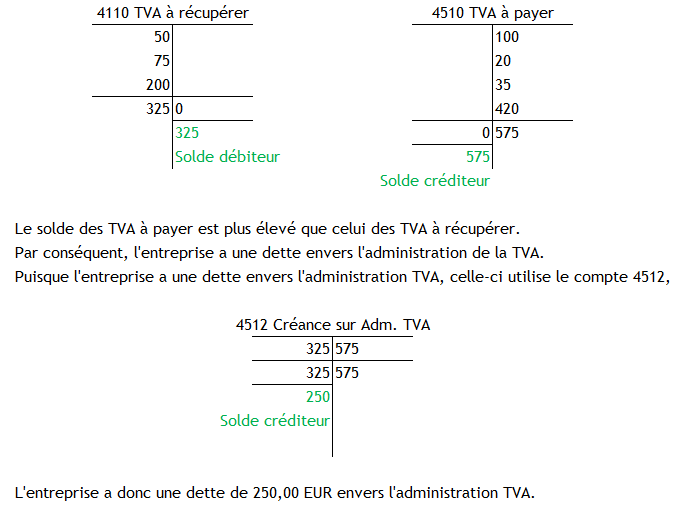 4110 TVA à récupérer 4510 TVA à payer
50 100
75 20
200 35
325 0 420
325 0 575
Solde débiteur 575
Solde créditeur
Le solde des TVA à payer est plus élevé que celui des TVA à récupérer.
Par conséquent, l'entreprise a une dette envers l'administration de la TVA.
Puisque l'entreprise a une dette envers l'administration TVA, celle-ci utilise le compte 4512,
4512 Créance sur Adm. TVA
325 575
325 575
250
Solde créditeur
L'entreprise a donc une dette de 250,00 EUR envers l'administration TVA.